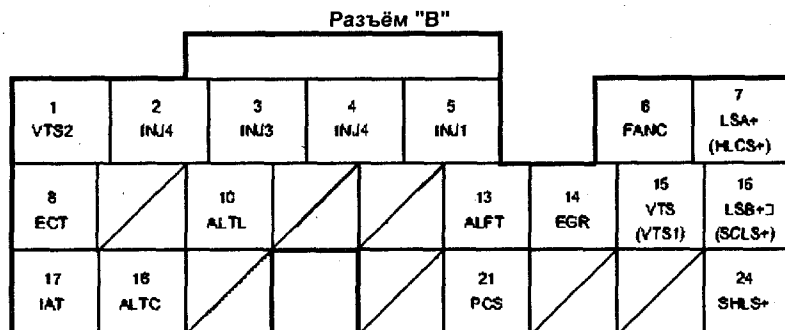 Разъём "В"
1 2 3 4 5 6 7
VTS2 INJ4 INJ3 INJ4 INJ1 FANC LSA+
(HLCS+)
8 10 13 14 15 16
ECT ALTL ALFT EGR VTS LSB+
(VTS1) (SCLS+)
17 16 21 24
IAT ALTC PCS SHLS+